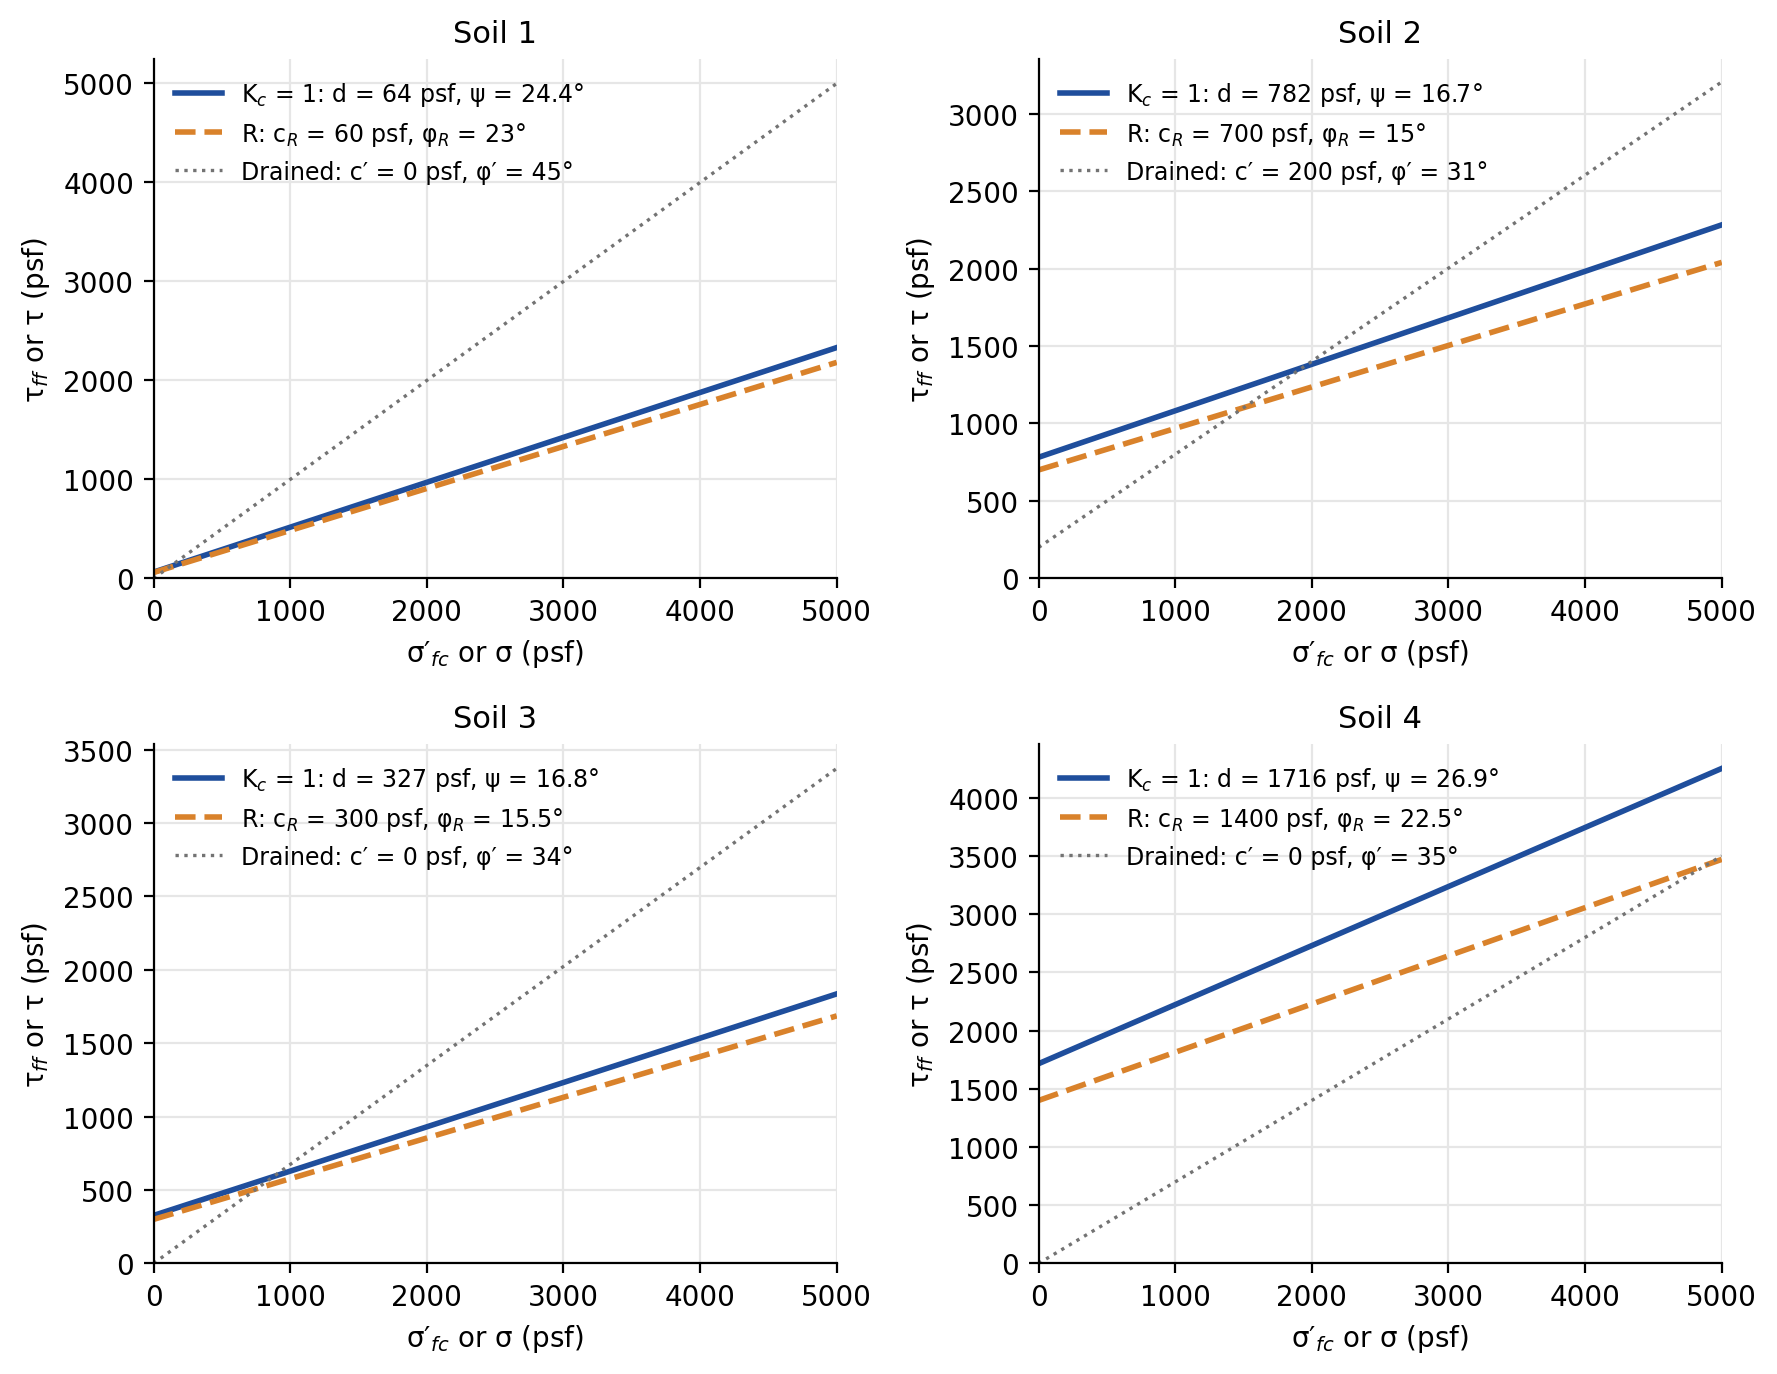 Soil 1
5000
4000
3000
2000
1000
0
τff or τ (psf)
Kc = 1: d = 64 psf, ψ = 24.4°
R: cR = 60 psf, φR = 23°
Drained: c′ = 0 psf, φ′ = 45°
0 1000 2000 3000 4000 5000
σ′fc or σ (psf)
Soil 2
3000
2500
2000
1500
1000
500
0
τff or τ (psf)
Kc = 1: d = 782 psf, ψ = 16.7°
R: cR = 700 psf, φR = 15°
Drained: c′ = 200 psf, φ′ = 31°
0 1000 2000 3000 4000 5000
σ′fc or σ (psf)
Soil 3
3500
3000
2500
2000
1500
1000
500
0
τff or τ (psf)
Kc = 1: d = 327 psf, ψ = 16.8°
R: cR = 300 psf, φR = 15.5°
Drained: c′ = 0 psf, φ′ = 34°
0 1000 2000 3000 4000 5000
σ′fc or σ (psf)
Soil 4
4000
3500
3000
2500
2000
1500
1000
500
0
τff or τ (psf)
Kc = 1: d = 1716 psf, ψ = 26.9°
R: cR = 1400 psf, φR = 22.5°
Drained: c′ = 0 psf, φ′ = 35°
0 1000 2000 3000 4000 5000
σ′fc or σ (psf)